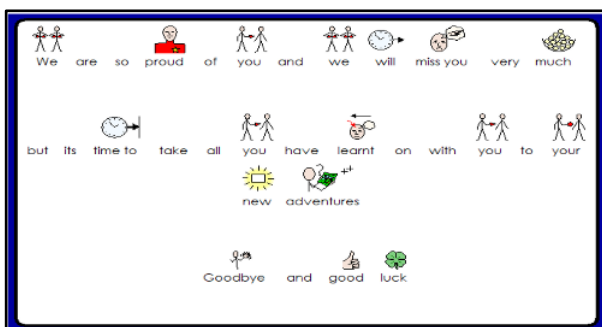 We are so proud of you and we will miss you very much
but its time to take all you have learnt on with you to your
new adventures
Goodbye and good luck